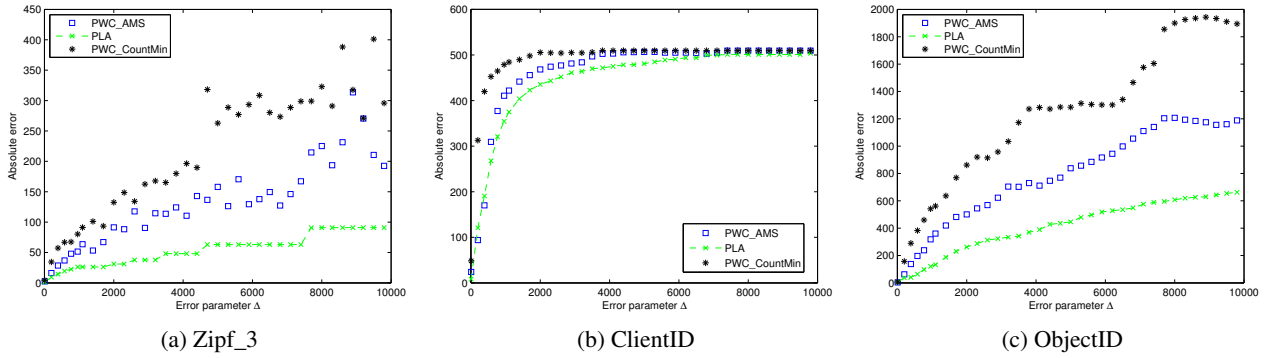 450
400
350
300
250
200
150
100
50
0
Absolute error
PWC_AMS
PLA
PWC_CountMin
0 2000 4000 6000 8000 10000
Error parameter Δ
(a) Zipf_3
600
500
400
300
200
100
0
Absolute error
PWC_AMS
PLA
PWC_CountMin
0 2000 4000 6000 8000 10000
Error parameter Δ
(b) ClientID
2000
1800
1600
1400
1200
1000
800
600
400
200
0
Absolute error
PWC_AMS
PLA
PWC_CountMin
0 2000 4000 6000 8000 10000
Error parameter Δ
(c) ObjectID